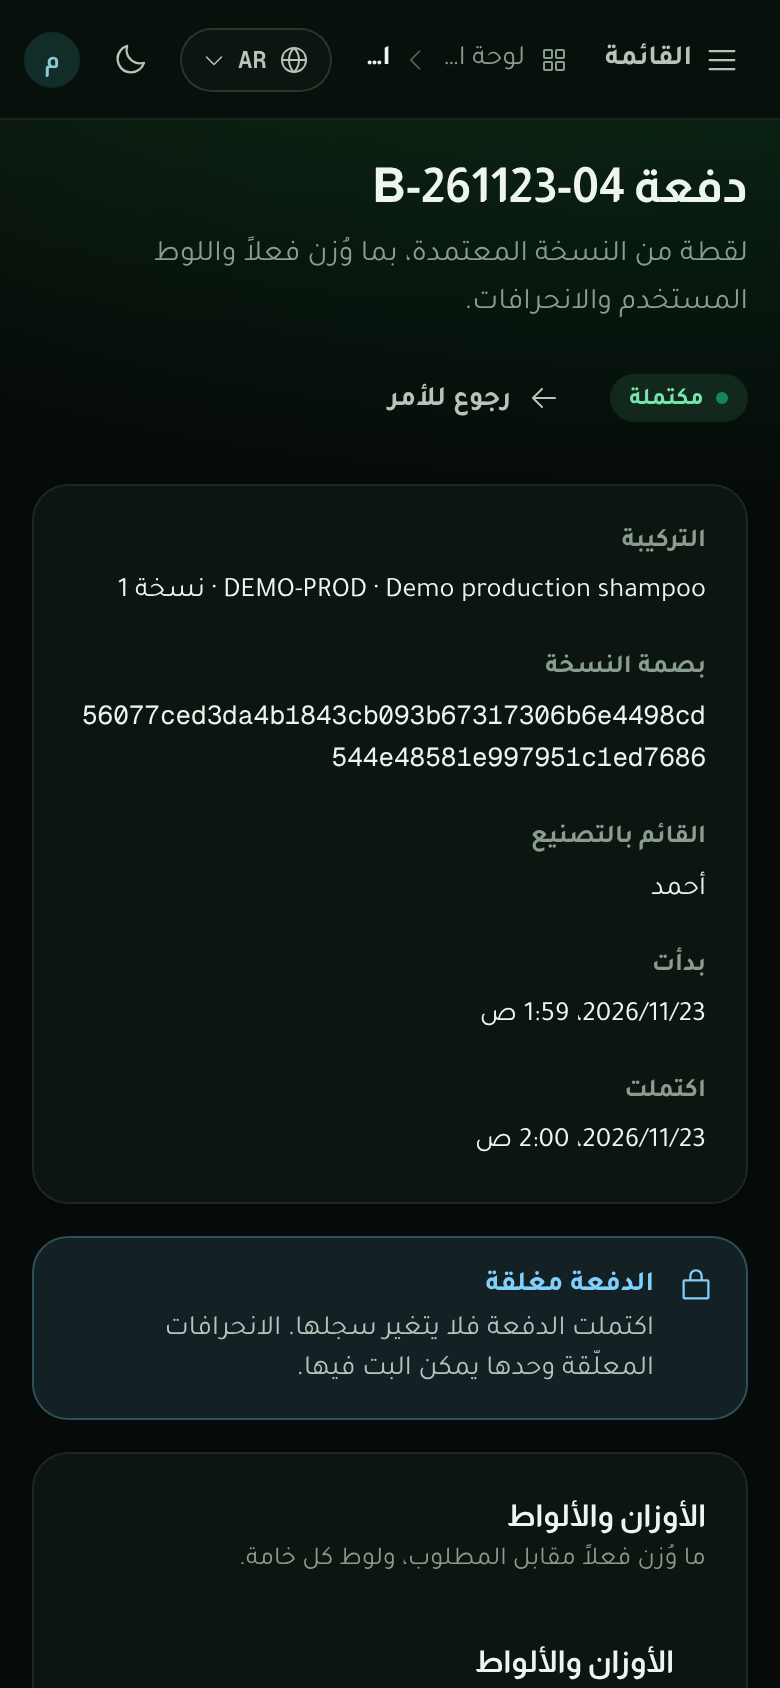 القائمة
لوحة ا...
ا...
AR
م
دفعة B-261123-04
لقطة من النسخة المعتمدة، بما وُزن فعلاً واللوط
المستخدم والانحرافات.
مكتملة
رجوع للأمر
التركيبة
DEMO-PROD · Demo production shampoo · نسخة 1
بصمة النسخة
56077ced3da4b1843cb093b67317306b6e4498cd
544e48581e997951c1ed7686
القائم بالتصنيع
أحمد
بدأت
2026/11/23، 1:59 ص
اكتملت
2026/11/23، 2:00 ص
الدفعة مغلقة
اكتملت الدفعة فلا يتغير سجلها. الانحرافات
المعلّقة وحدها يمكن البت فيها.
الأوزان والألواط
ما وُزن فعلاً مقابل المطلوب، ولوط كل خامة.
الأوزان والألواط